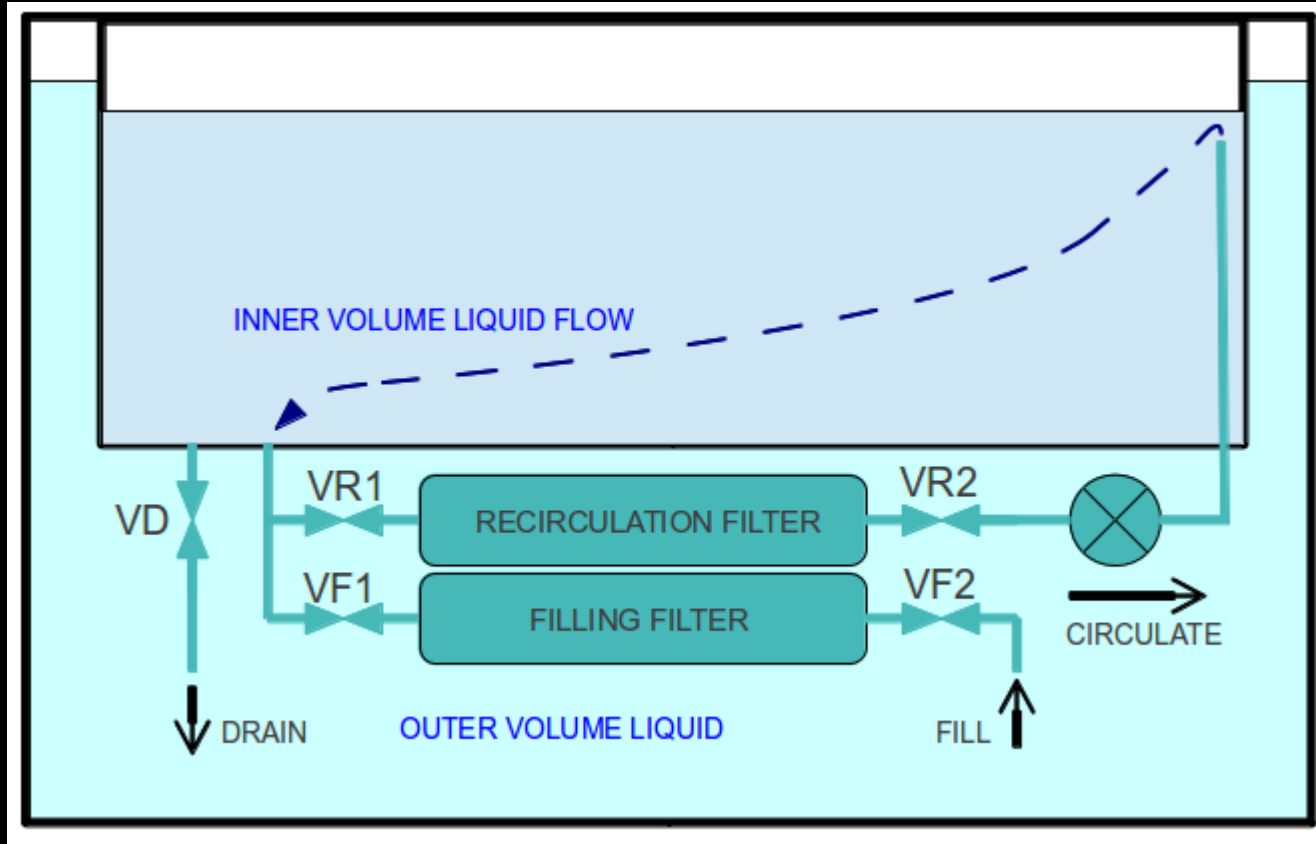 INNER VOLUME LIQUID FLOW
VR1
VR2
VD
RECIRCULATION FILTER
VF1
VF2
FILLING FILTER
CIRCULATE
DRAIN
OUTER VOLUME LIQUID
FILL